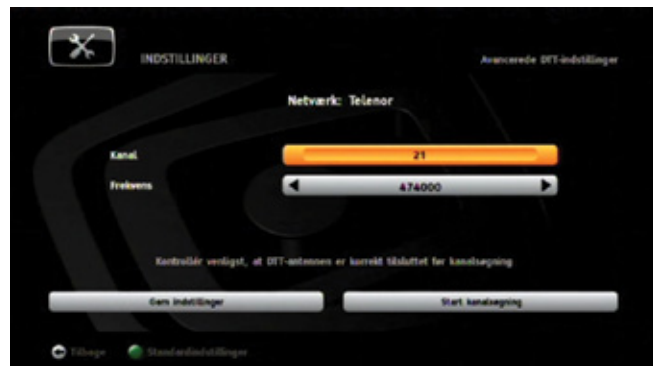 INDSTILLINGER
Avancerede DTT-indstillinger
Netværk: Telenor
Kanal
21
Frekvens
474000
Kontrollér venligst, at DTT-antennen er korrekt tilsluttet før kanalsøgning
Gem indstillinger
Start kanalsøgning
Tilbage
Standardindstillinger